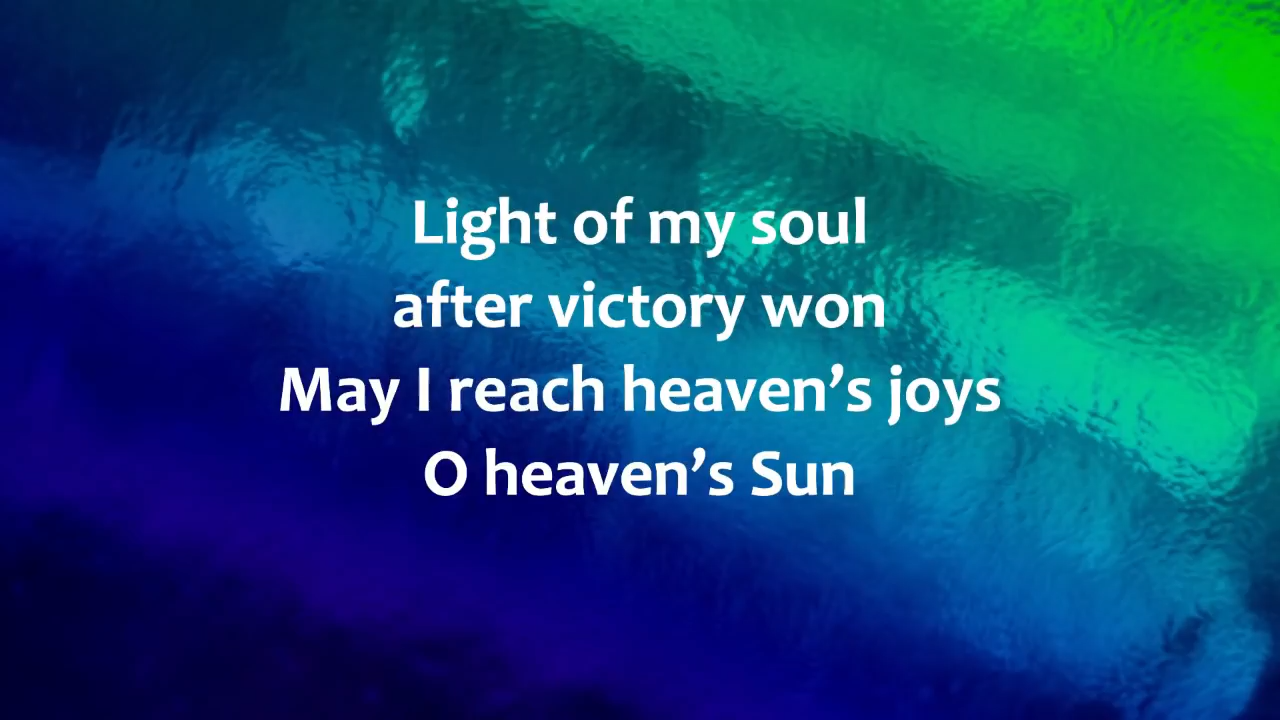 Light of my soul
after victory won
May I reach heaven’s joys
O heaven’s Sun